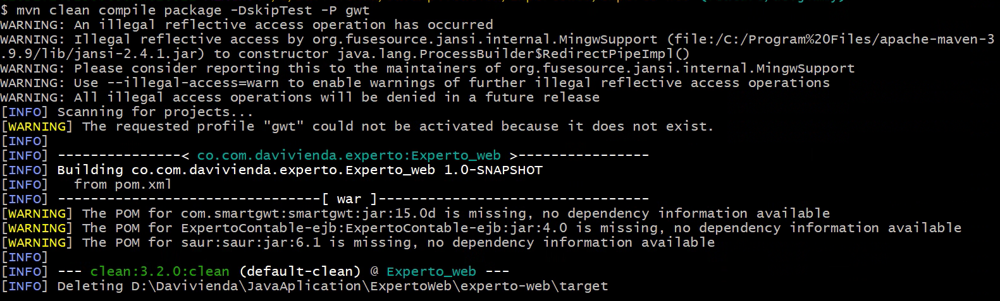 $ mvn clean compile package -DskipTest -P gwt
WARNING: An illegal reflective access operation has occurred
WARNING: Illegal reflective access by org.fusesource.jansi.internal.MingwSupport (file:/C:/Program%20Files/apache-maven-3
.9.9/lib/jansi-2.4.1.jar) to constructor java.lang.ProcessBuilder$RedirectPipeImpl()
WARNING: Please consider reporting this to the maintainers of org.fusesource.jansi.internal.MingwSupport
WARNING: Use --illegal-access=warn to enable warnings of further illegal reflective access operations
WARNING: All illegal access operations will be denied in a future release
[INFO] Scanning for projects...
[WARNING] The requested profile "gwt" could not be activated because it does not exist.
[INFO]
[INFO] ---------------< co.com.davivienda.experto:Experto_web >----------------
[INFO] Building co.com.davivienda.experto.Experto_web 1.0-SNAPSHOT
[INFO]   from pom.xml
[INFO] --------------------------------[ war ]---------------------------------
[WARNING] The POM for com.smartgwt:smartgwt:jar:15.0d is missing, no dependency information available
[WARNING] The POM for ExpertoContable-ejb:ExpertoContable-ejb:jar:4.0 is missing, no dependency information available
[WARNING] The POM for saur:saur:jar:6.1 is missing, no dependency information available
[INFO]
[INFO] --- clean:3.2.0:clean (default-clean) @ Experto_web ---
[INFO] Deleting D:\Davivienda\JavaAplication\ExpertoWeb\experto-web\target